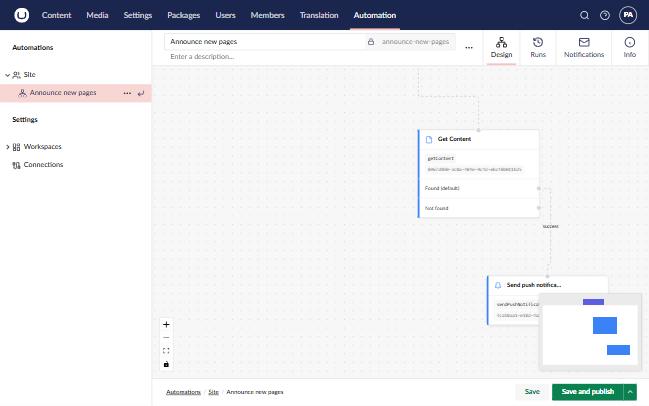 Content Media Settings Packages Users Members Translation Automation PA
Automations
Site
Announce new pages
Settings
Workspaces
Connections
Announce new pages announce-new-pages
Enter a description...
Design Runs Notifications Info
Get Content
getContent
Found (default)
Not found
success
Send push notifica...
sendPushNotifica
Automations / Site / Announce new pages
Save Save and publish